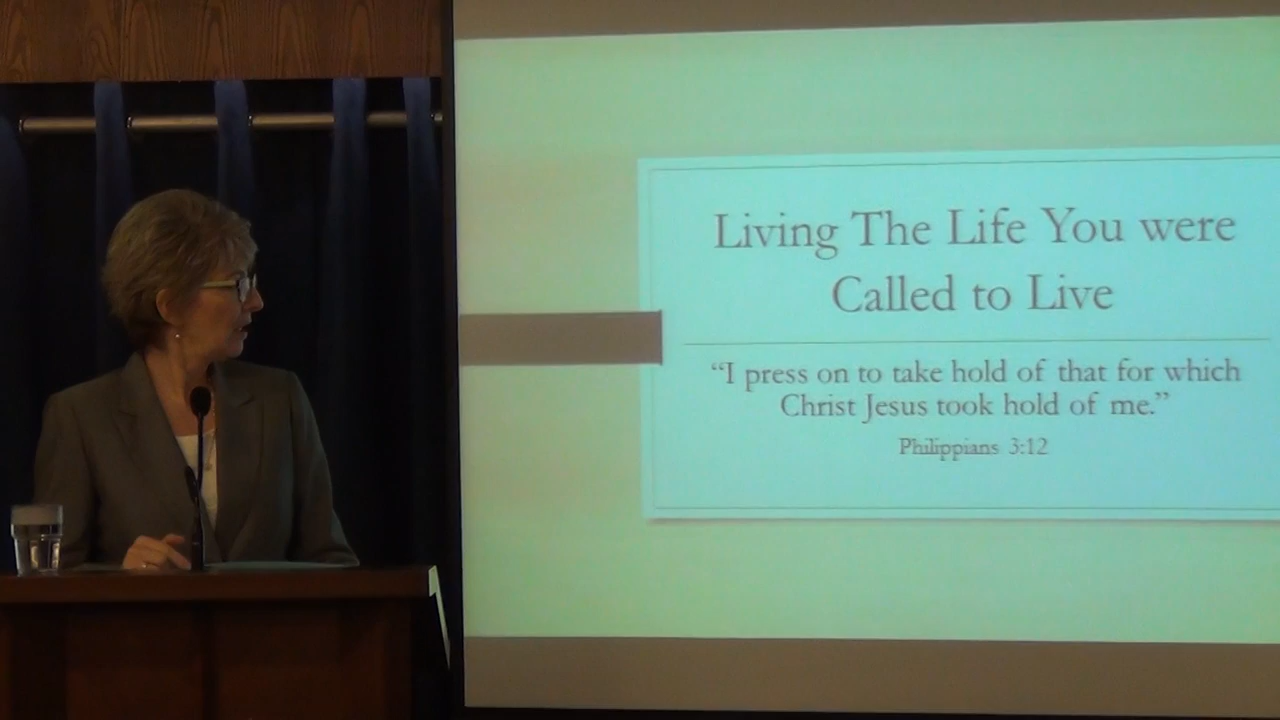 Living The Life You were
Called to Live
“I press on to take hold of that for which
Christ Jesus took hold of me.”
Philippians 3:12